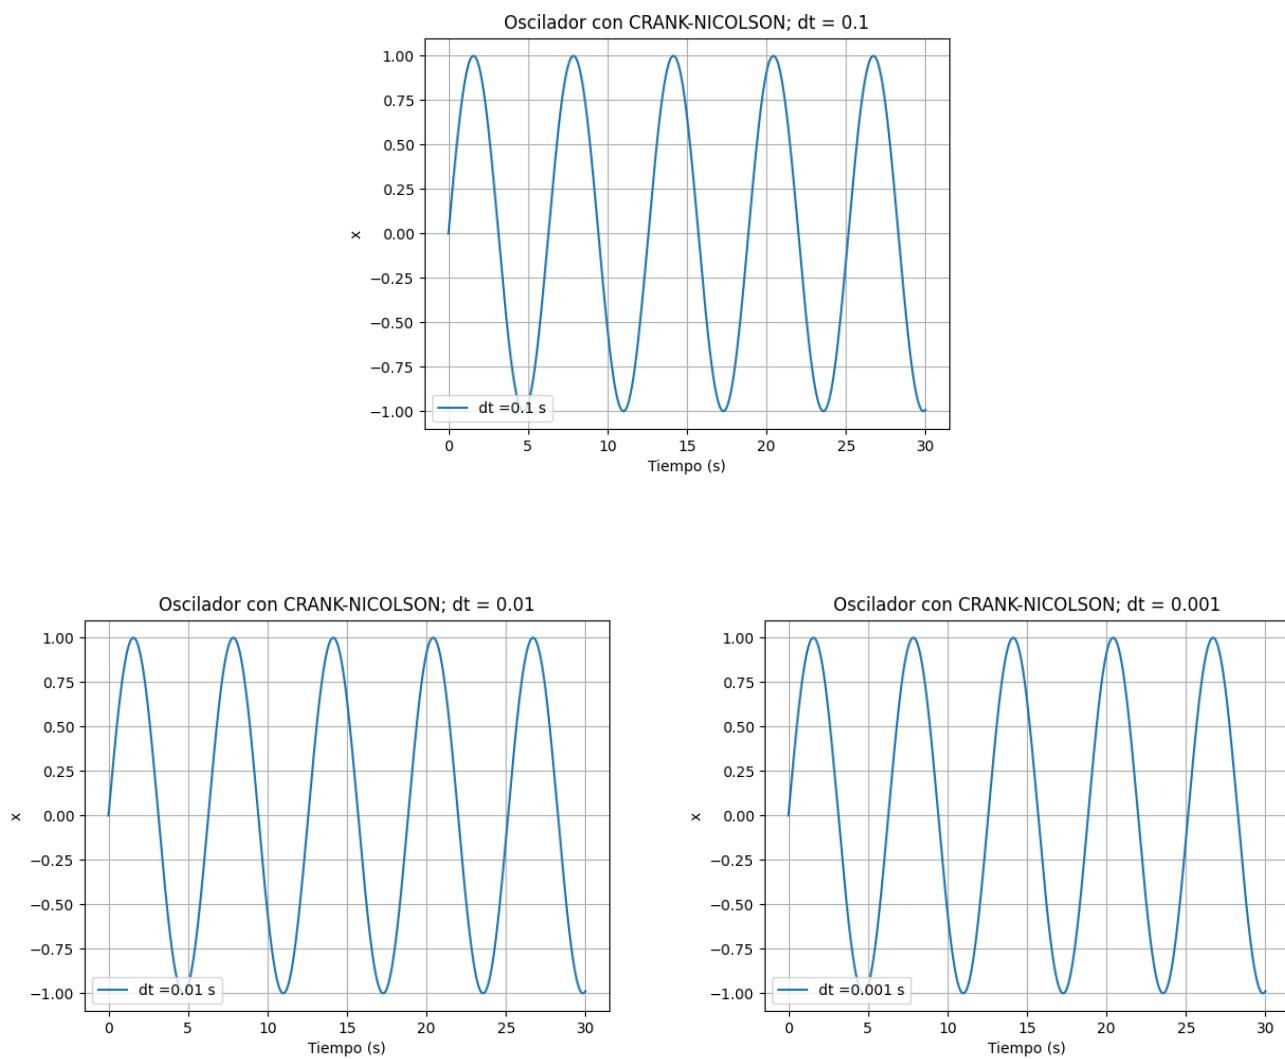 Oscilador con CRANK-NICOLSON; dt = 0.1
1.00
0.75
0.50
0.25
0.00
−0.25
−0.50
−0.75
−1.00
x
dt =0.1 s
0 5 10 15 20 25 30
Tiempo (s)
Oscilador con CRANK-NICOLSON; dt = 0.01
1.00
0.75
0.50
0.25
0.00
−0.25
−0.50
−0.75
−1.00
x
dt =0.01 s
0 5 10 15 20 25 30
Tiempo (s)
Oscilador con CRANK-NICOLSON; dt = 0.001
1.00
0.75
0.50
0.25
0.00
−0.25
−0.50
−0.75
−1.00
x
dt =0.001 s
0 5 10 15 20 25 30
Tiempo (s)